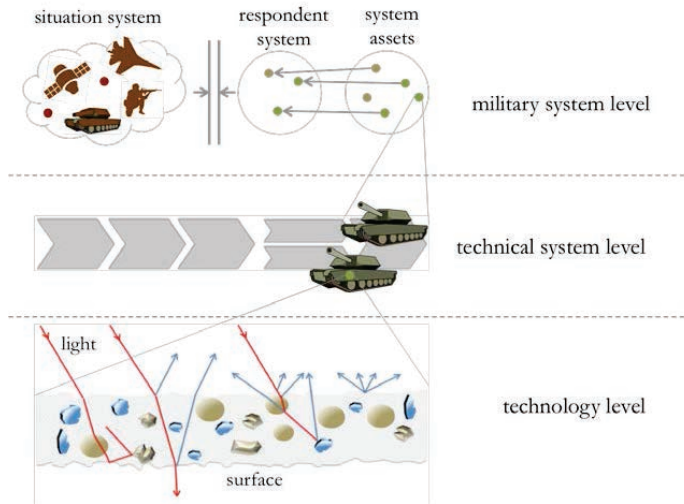 situation system
respondent
system
system
assets
military system level
technical system level
light
technology level
surface